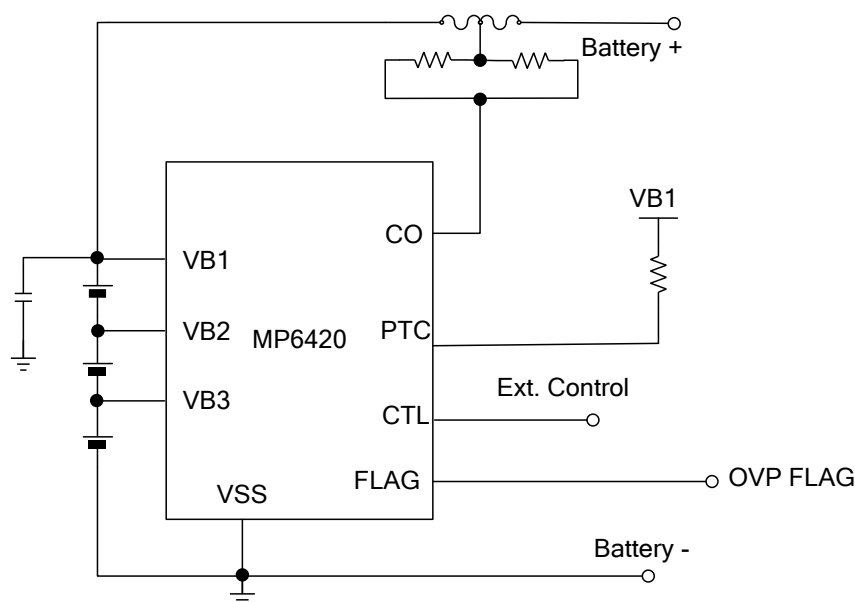 Battery +
VB1
CO
VB1
VB2
MP6420
PTC
VB3
Ext. Control
CTL
VSS
FLAG
OVP FLAG
Battery -